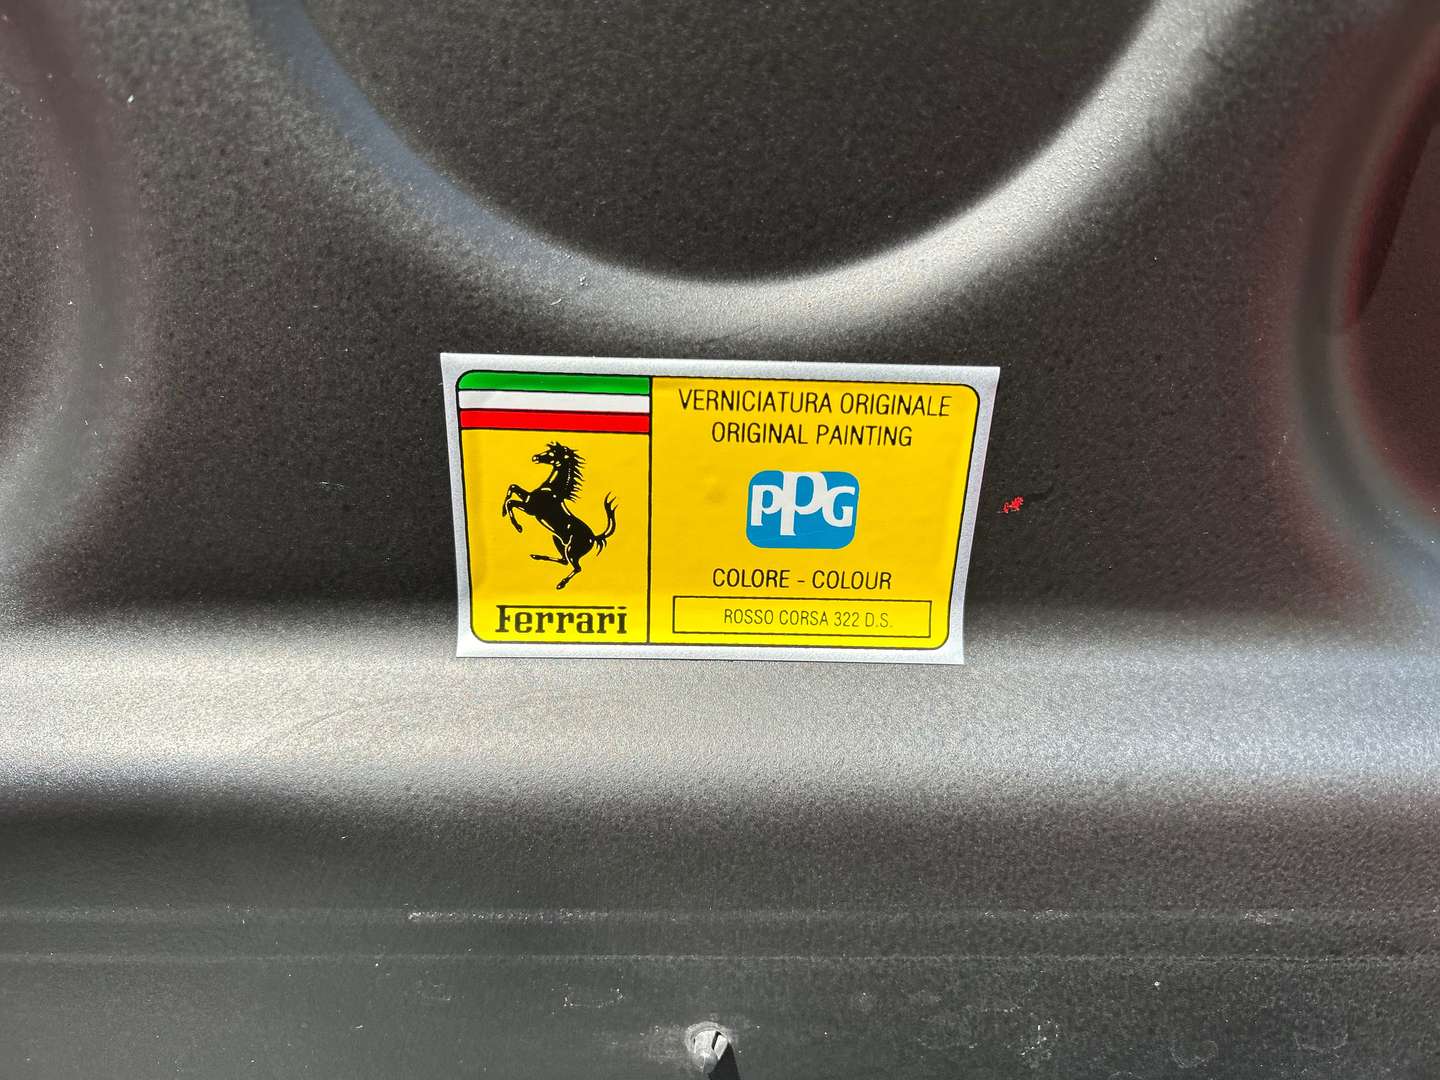 VERNICIATURA ORIGINALE
ORIGINAL PAINTING
PPG
COLORE - COLOUR
ROSSO CORSA 322 D.S.
Ferrari